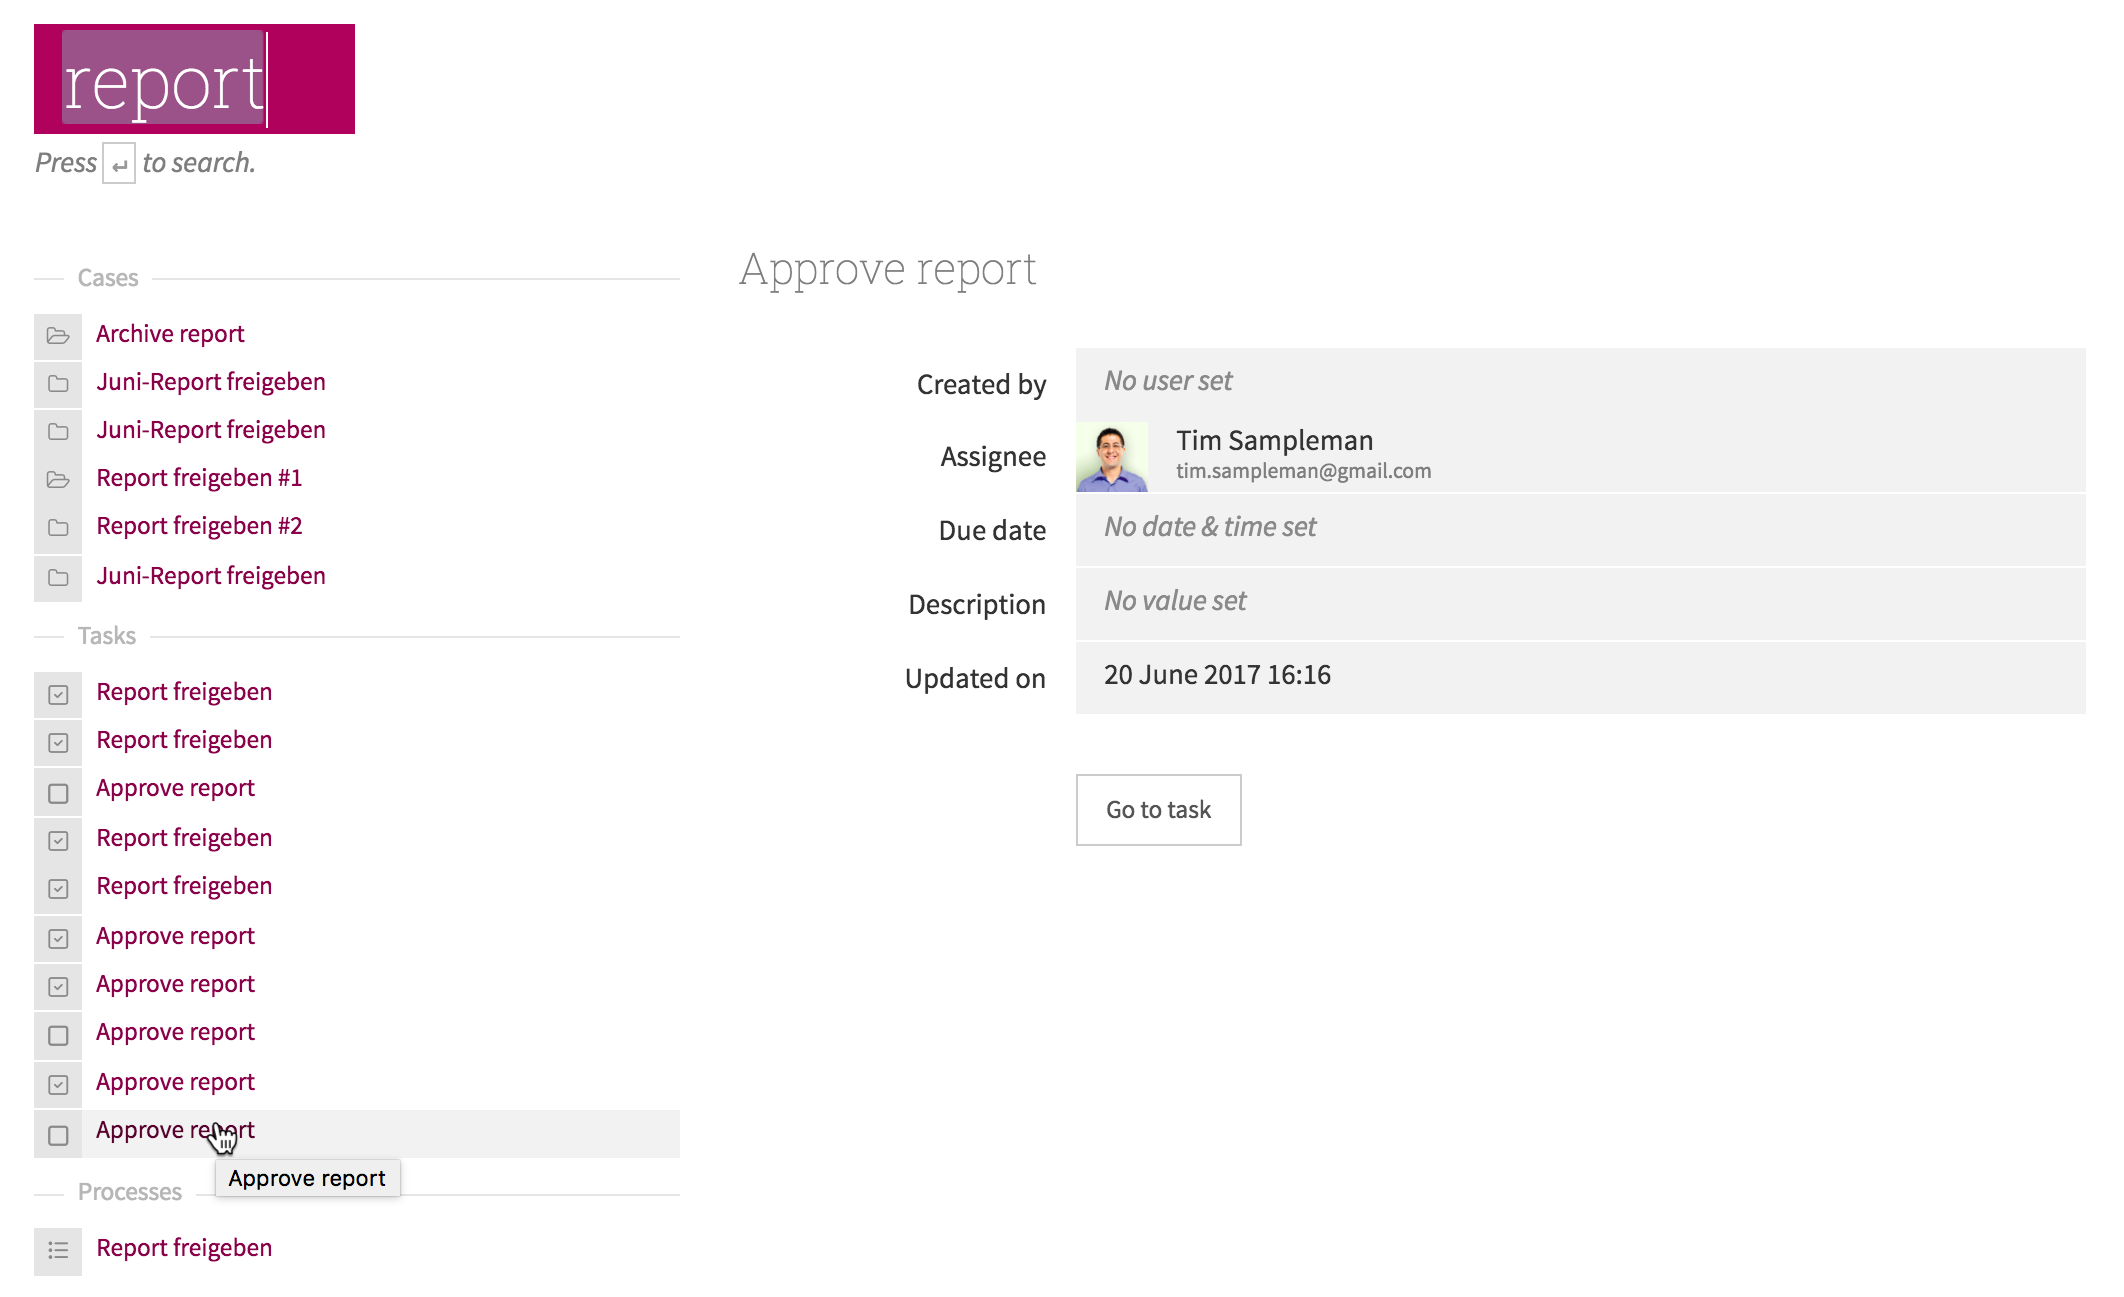 report
Press ↵ to search.
Cases
Archive report
Juni-Report freigeben
Juni-Report freigeben
Report freigeben #1
Report freigeben #2
Juni-Report freigeben
Tasks
Report freigeben
Report freigeben
Approve report
Report freigeben
Report freigeben
Approve report
Approve report
Approve report
Approve report
Approve report
Approve report
Processes
Report freigeben
Approve report
Created by No user set
Assignee Tim Sampleman
tim.sampleman@gmail.com
Due date No date & time set
Description No value set
Updated on 20 June 2017 16:16
Go to task